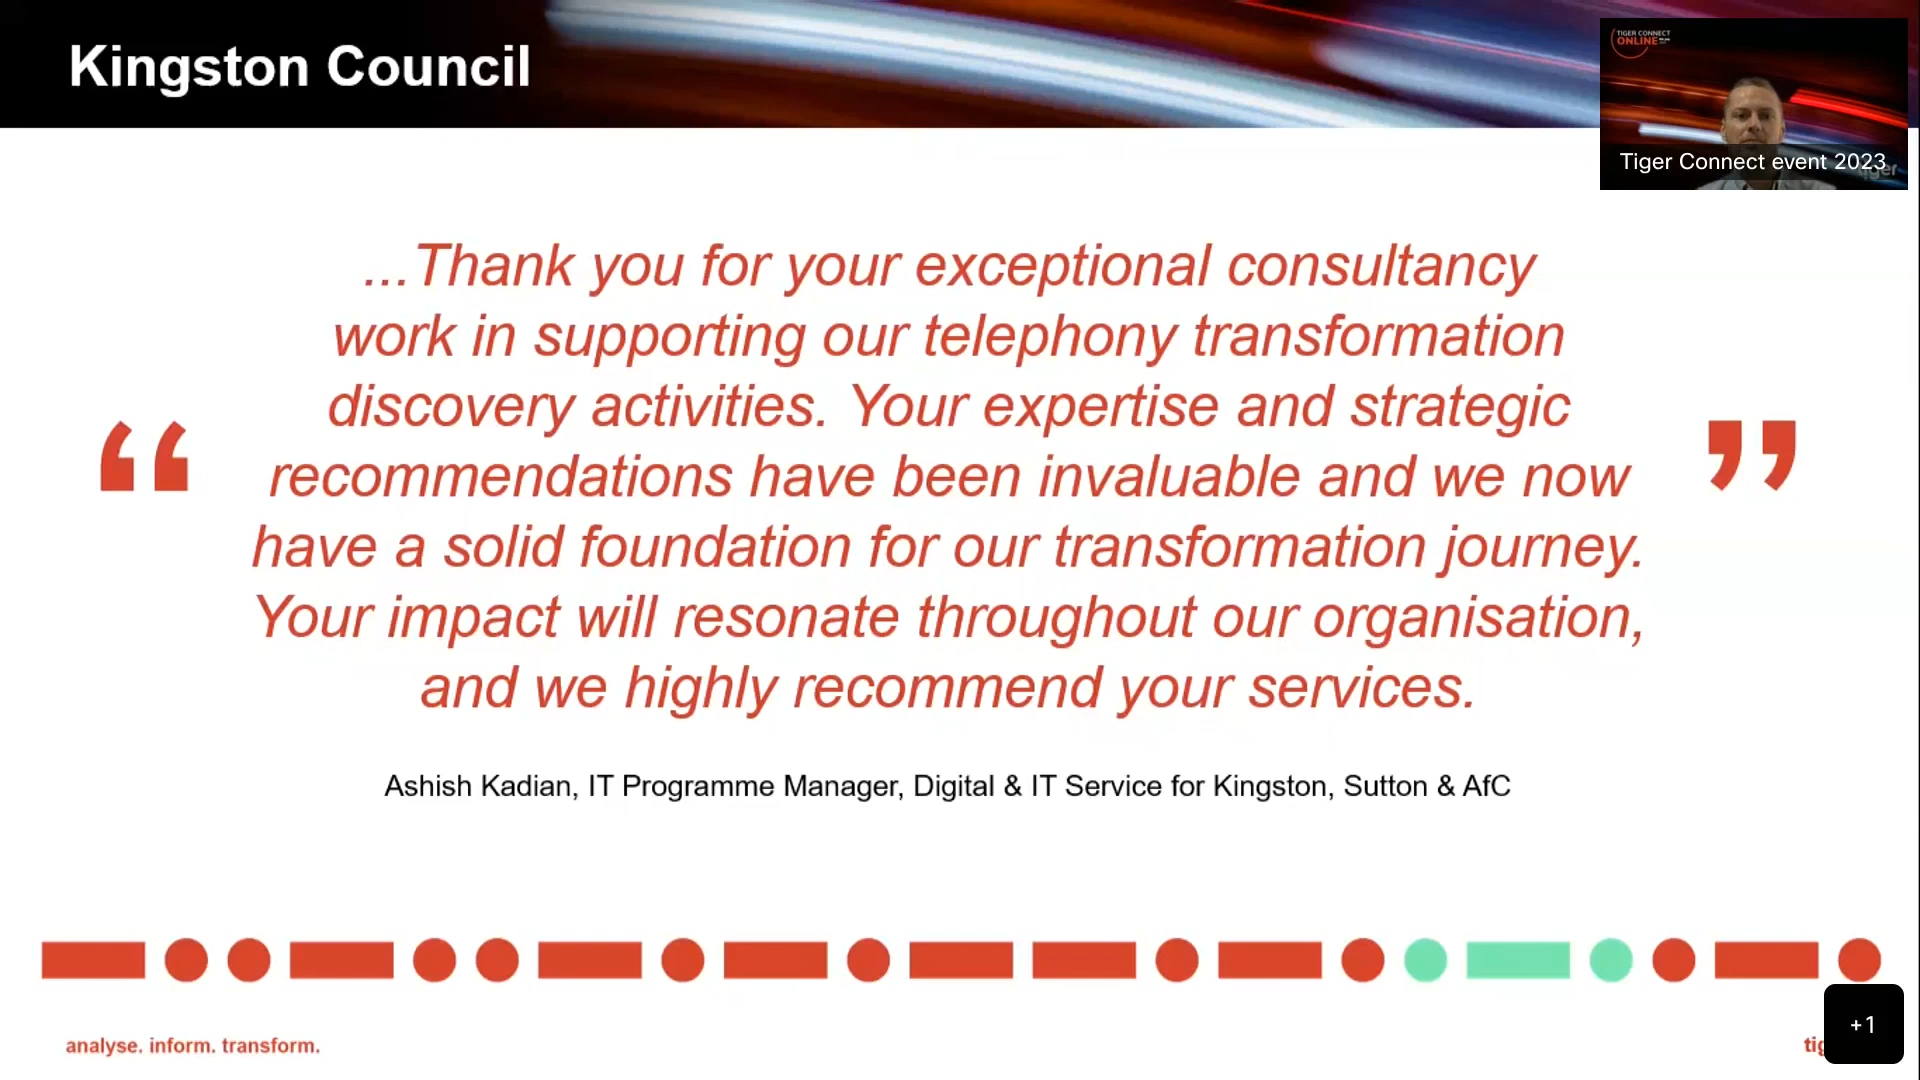 Kingston Council
TIGER CONNECT
ONLINE
Tiger Connect event 2023
“
...Thank you for your exceptional consultancy
work in supporting our telephony transformation
discovery activities. Your expertise and strategic
recommendations have been invaluable and we now
have a solid foundation for our transformation journey.
Your impact will resonate throughout our organisation,
and we highly recommend your services.
”
Ashish Kadian, IT Programme Manager, Digital & IT Service for Kingston, Sutton & AfC
analyse. inform. transform.
+1